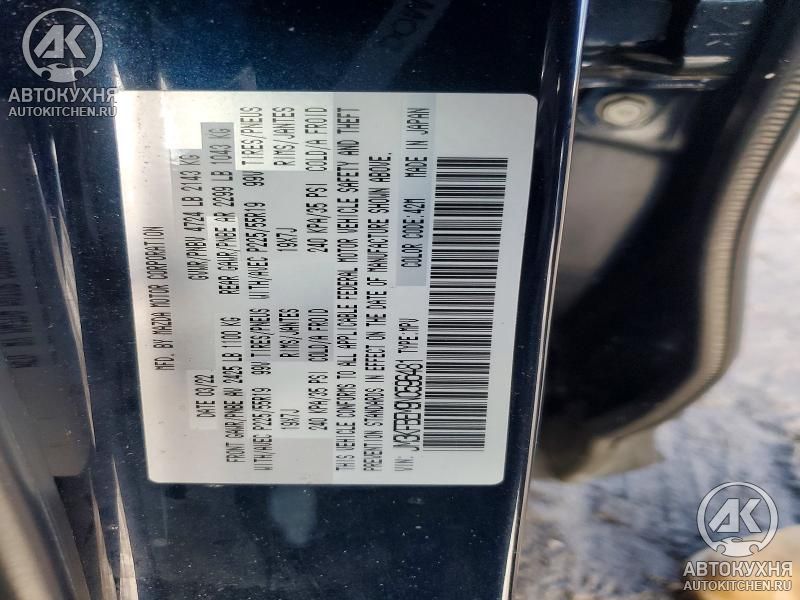 АК
АВТОКУХНЯ
AUTOKITCHEN.RU
MFD. BY MAZDA MOTOR CORPORATION
DATE 03/22
GVWR/PNBV 4724 LB 2143 KG
FRONT GAWR/PNBE AV 2425 LB 1100 KG
REAR GAWR/PNBE AR 2299 LB 1043 KG
WITH/AVEC P225/55R19 99V TIRES/PNEUS
WITH/AVEC P225/55R19 99V TIRES/PNEUS
19X7J RIMS/JANTES
19X7J RIMS/JANTES
240 KPA/35 PSI COLD/A FROID
240 KPA/35 PSI COLD/A FROID
THIS VEHICLE CONFORMS TO ALL APPLICABLE FEDERAL MOTOR VEHICLE SAFETY AND THEFT
PREVENTION STANDARDS IN EFFECT ON THE DATE OF MANUFACTURE SHOWN ABOVE.
VIN: TYPE:MPV COLOR CODE:42M MADE IN JAPAN
АК
АВТОКУХНЯ
AUTOKITCHEN.RU